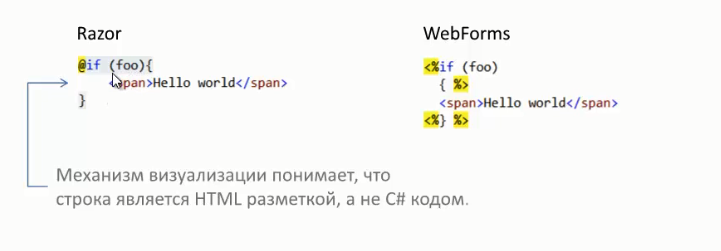 Razor
@if (foo){
<span>Hello world</span>
}
WebForms
<%if (foo)
{ %>
<span>Hello world</span>
<%} %>
Механизм визуализации понимает, что
строка является HTML разметкой, а не C# кодом.